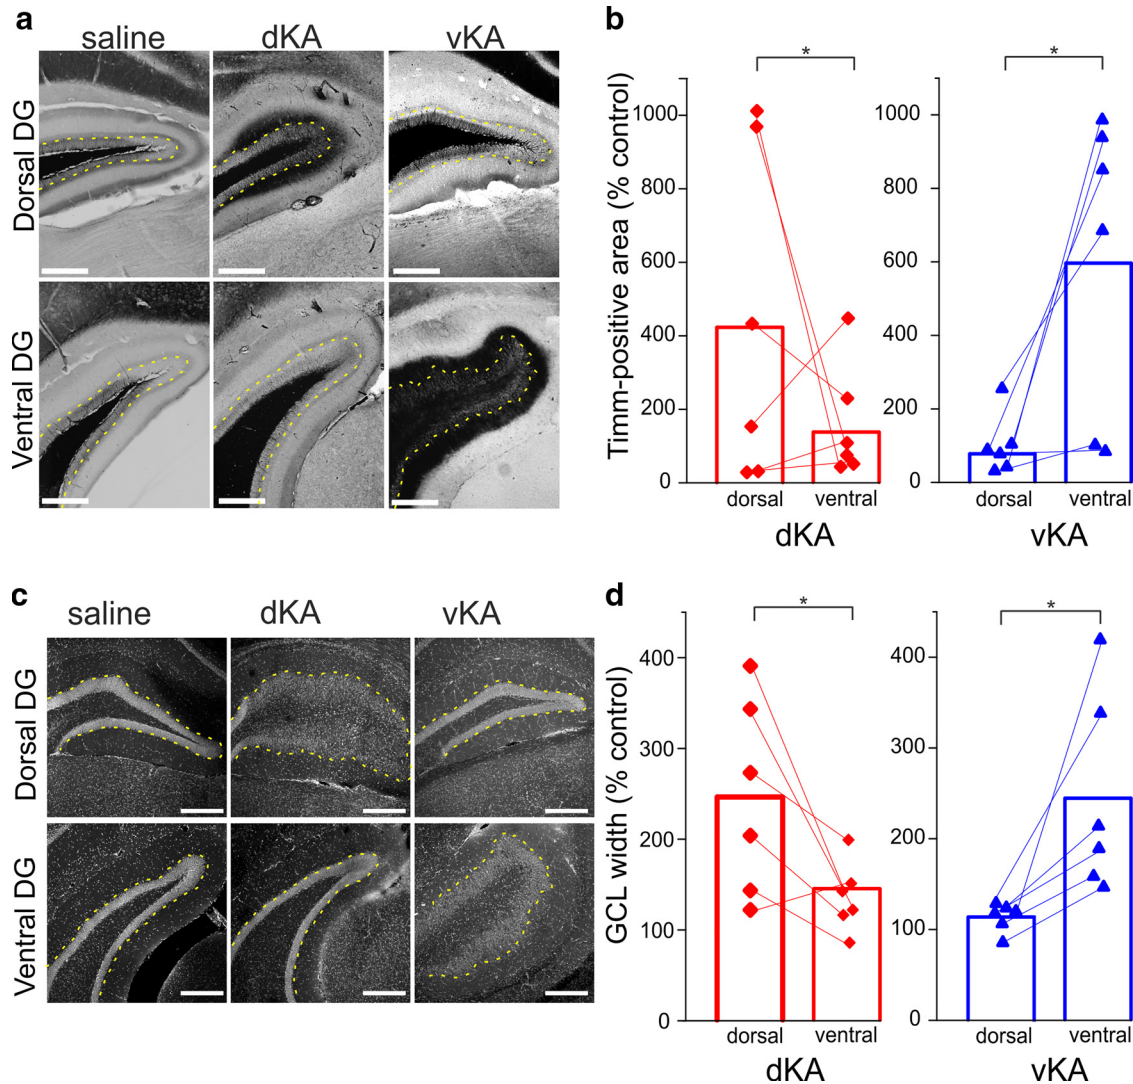 a
saline dKA vKA
Dorsal DG
Ventral DG
b
Timm-positive area (% control)
1000
800
600
400
200
0
*
dorsal ventral
dKA
1000
800
600
400
200
0
*
dorsal ventral
vKA
c
saline dKA vKA
Dorsal DG
Ventral DG
d
GCL width (% control)
400
300
200
100
0
*
dorsal ventral
dKA
400
300
200
100
0
*
dorsal ventral
vKA